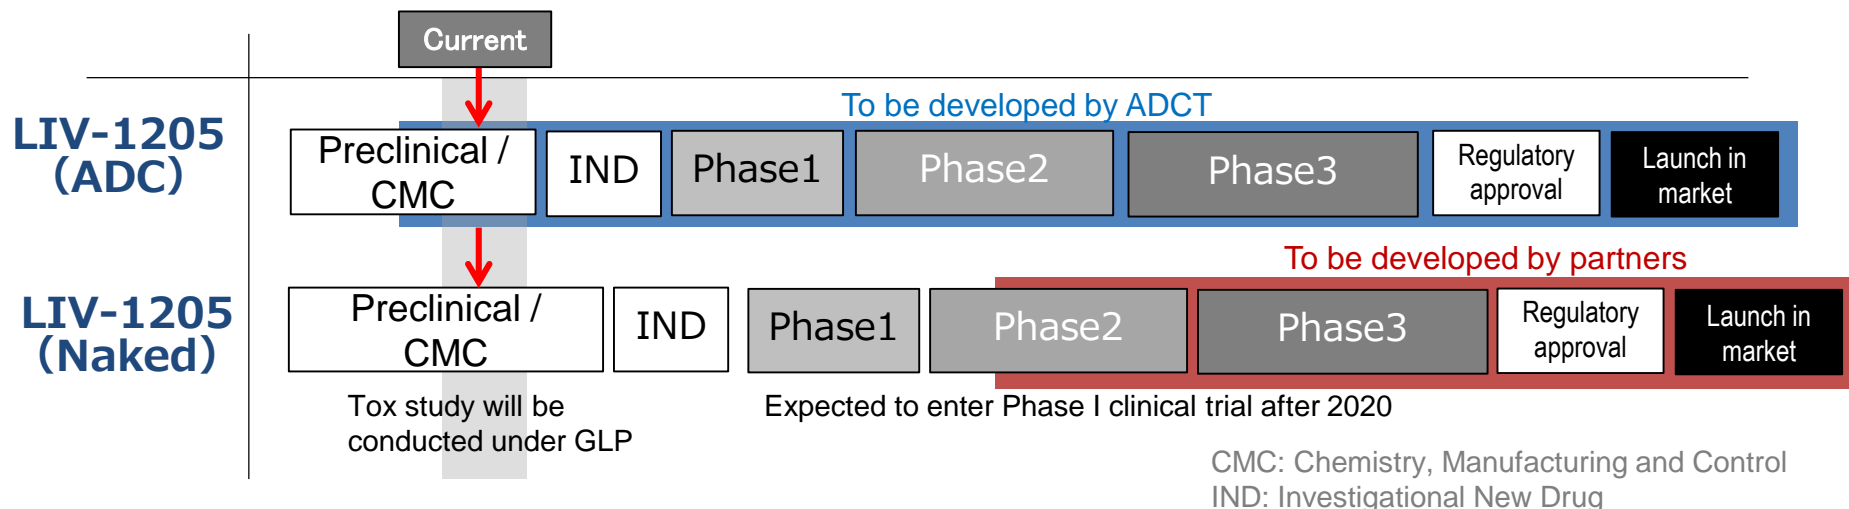 Current
To be developed by ADCT
LIV-1205
（ADC）
Preclinical /
CMC
IND
Phase1
Phase2
Phase3
Regulatory
approval
Launch in
market
To be developed by partners
LIV-1205
（Naked）
Preclinical /
CMC
IND
Phase1
Phase2
Phase3
Regulatory
approval
Launch in
market
Tox study will be
conducted under GLP
Expected to enter Phase I clinical trial after 2020
CMC: Chemistry, Manufacturing and Control
IND: Investigational New Drug